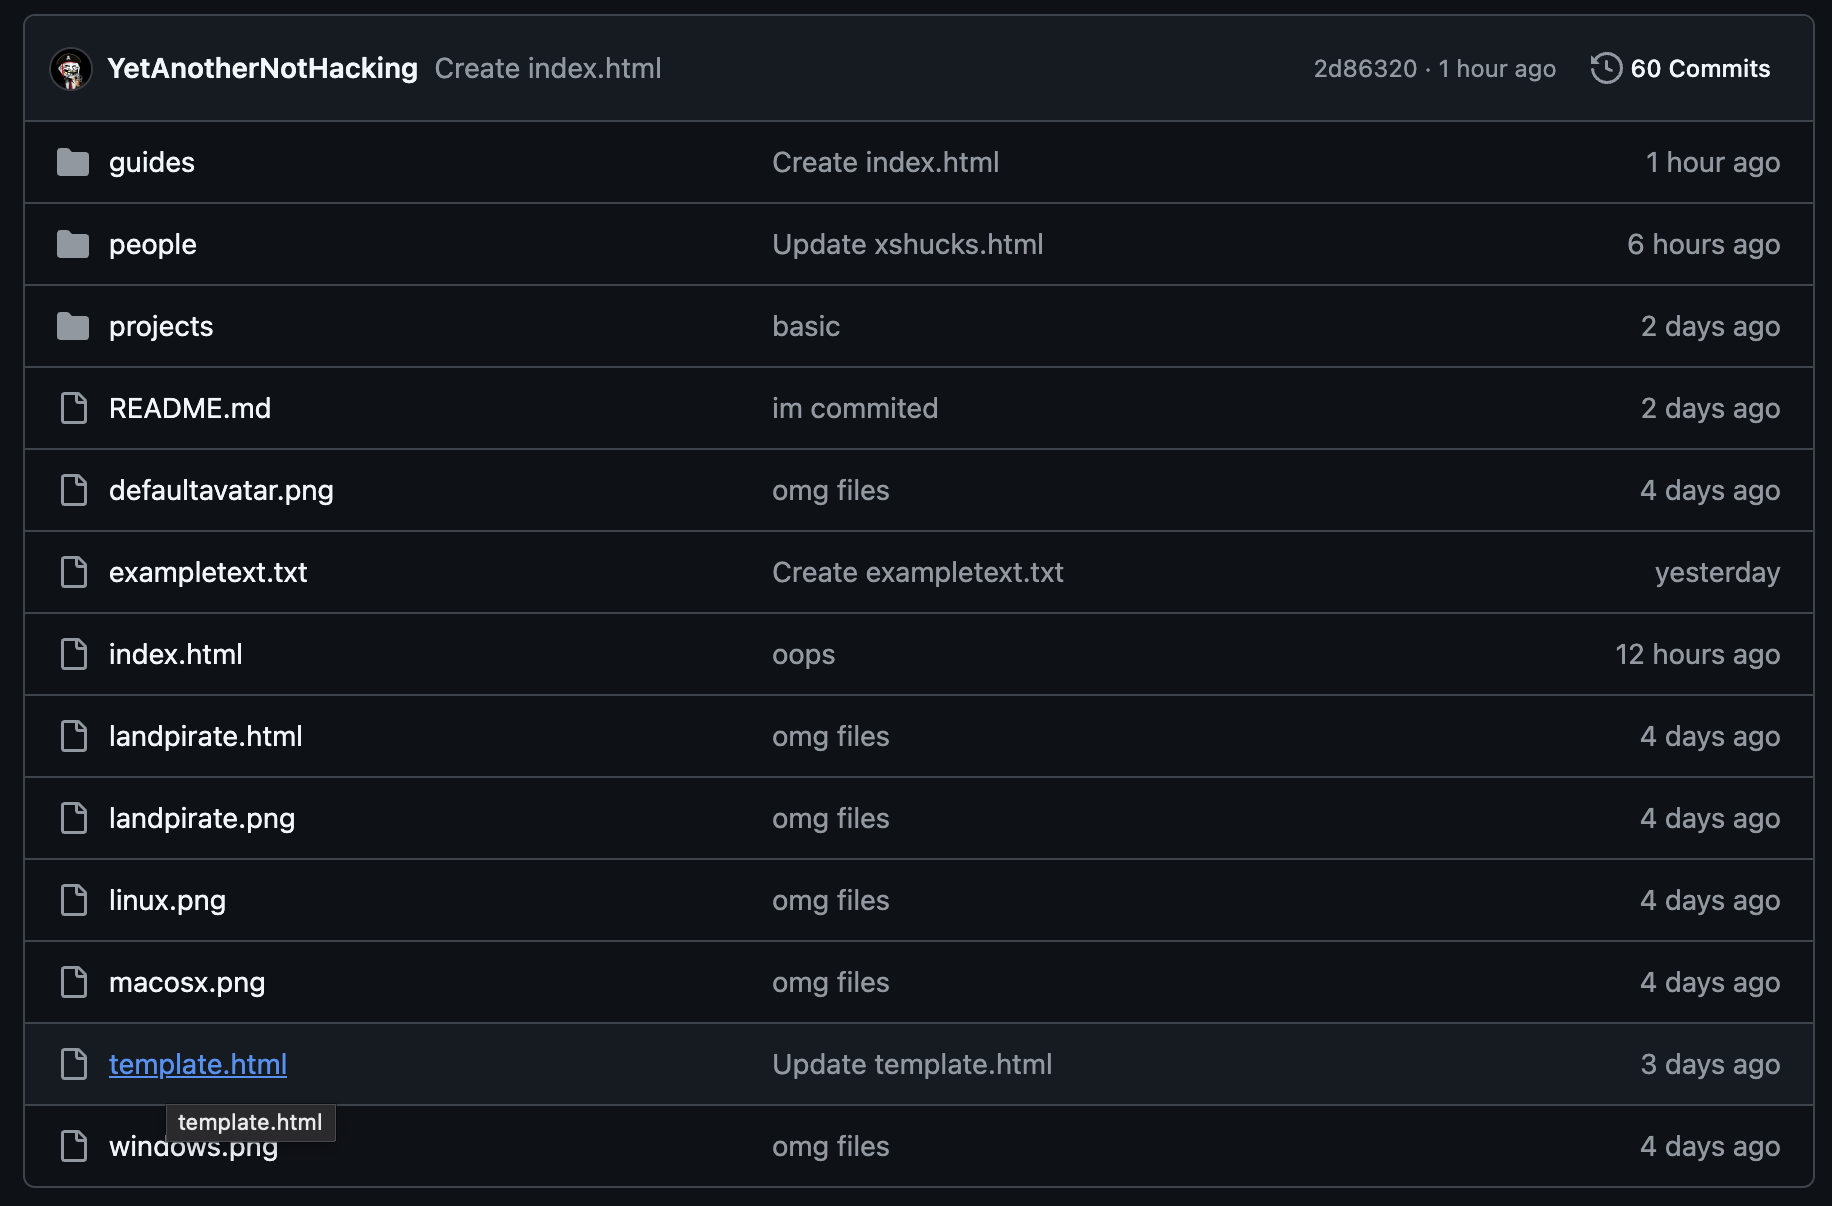 YetAnotherNotHacking Create index.html 2d86320 · 1 hour ago 60 Commits
guides Create index.html 1 hour ago
people Update xshucks.html 6 hours ago
projects basic 2 days ago
README.md im commited 2 days ago
defaultavatar.png omg files 4 days ago
exampletext.txt Create exampletext.txt yesterday
index.html oops 12 hours ago
landpirate.html omg files 4 days ago
landpirate.png omg files 4 days ago
linux.png omg files 4 days ago
macosx.png omg files 4 days ago
template.html Update template.html 3 days ago
template.html
windows.png omg files 4 days ago